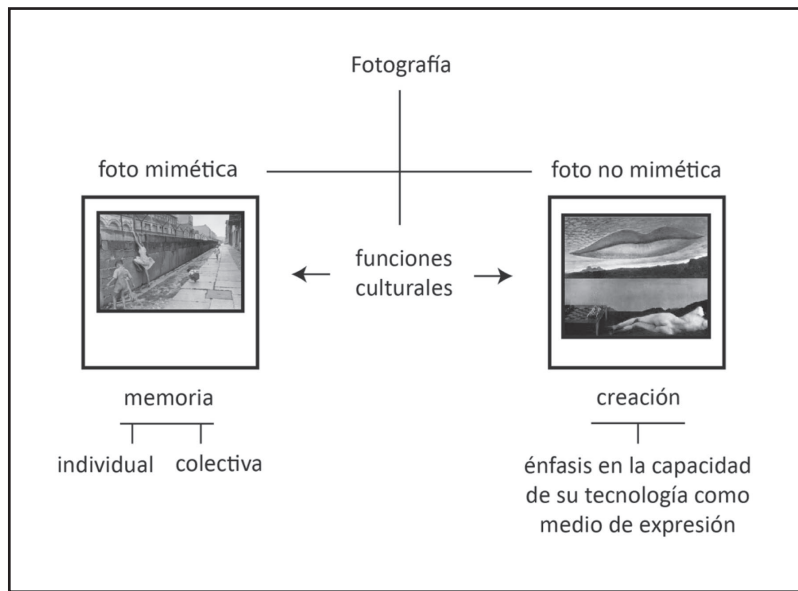 Fotografía
foto mimética
foto no mimética
funciones
culturales
memoria
individual
colectiva
creación
énfasis en la capacidad
de su tecnología como
medio de expresión